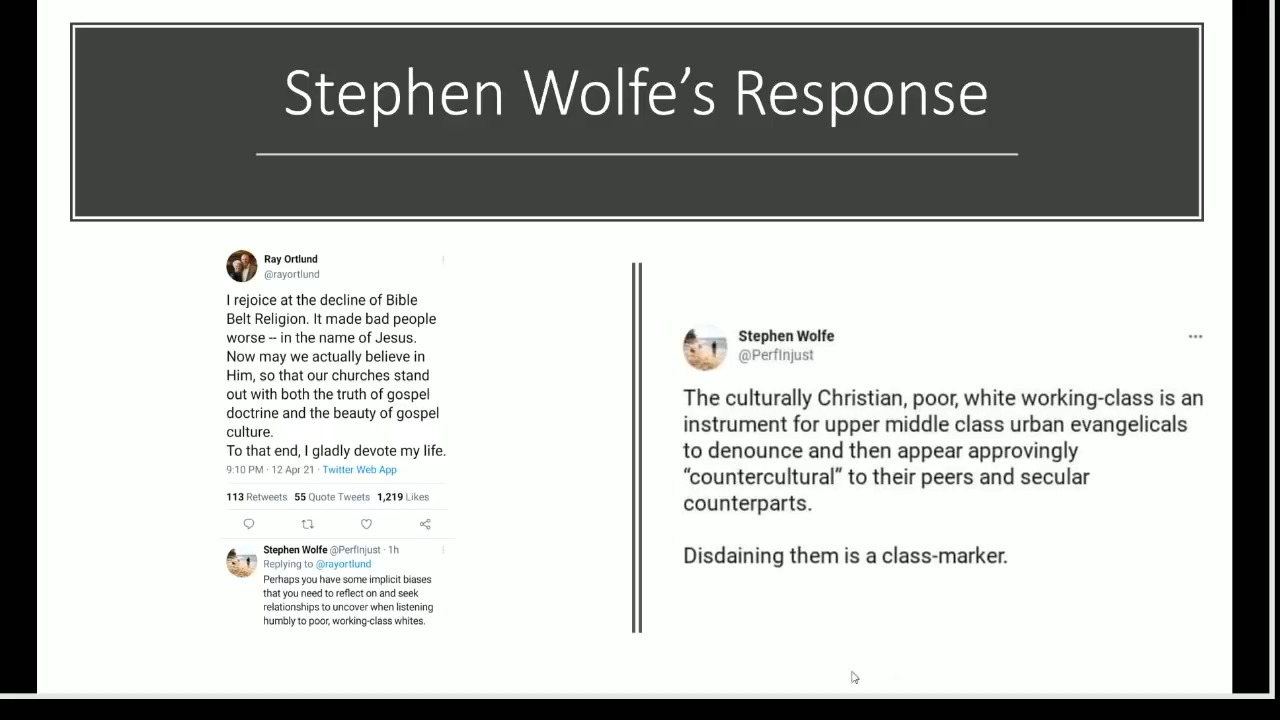 Stephen Wolfe’s Response
Ray Ortlund
@rayortlund
I rejoice at the decline of Bible
Belt Religion. It made bad people
worse -- in the name of Jesus.
Now may we actually believe in
Him, so that our churches stand
out with both the truth of gospel
doctrine and the beauty of gospel
culture.
To that end, I gladly devote my life.
9:10 PM · 12 Apr 21 · Twitter Web App
113 Retweets 55 Quote Tweets 1,219 Likes
Stephen Wolfe @PerfInjust · 1h
Replying to @rayortlund
Perhaps you have some implicit biases
that you need to reflect on and seek
relationships to uncover when listening
humbly to poor, working-class whites.
Stephen Wolfe
@PerfInjust
The culturally Christian, poor, white working-class is an
instrument for upper middle class urban evangelicals
to denounce and then appear approvingly
“countercultural” to their peers and secular
counterparts.
Disdaining them is a class-marker.